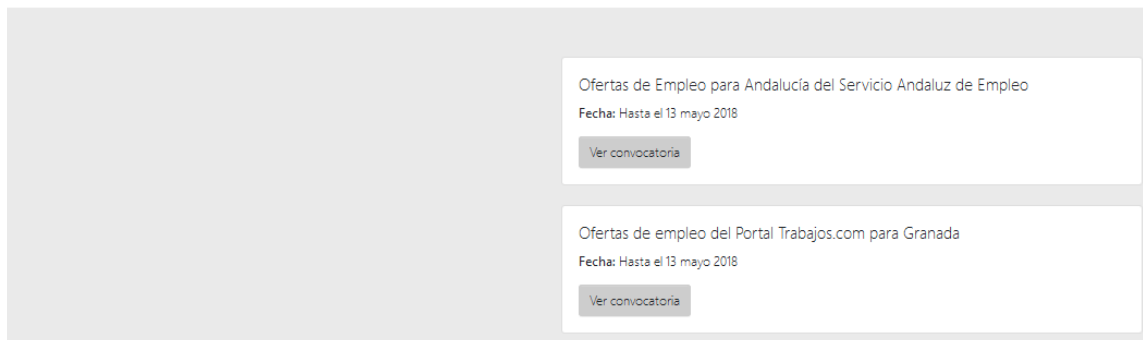 Ofertas de Empleo para Andalucía del Servicio Andaluz de Empleo
Fecha: Hasta el 13 mayo 2018
Ver convocatoria
Ofertas de empleo del Portal Trabajos.com para Granada
Fecha: Hasta el 13 mayo 2018
Ver convocatoria